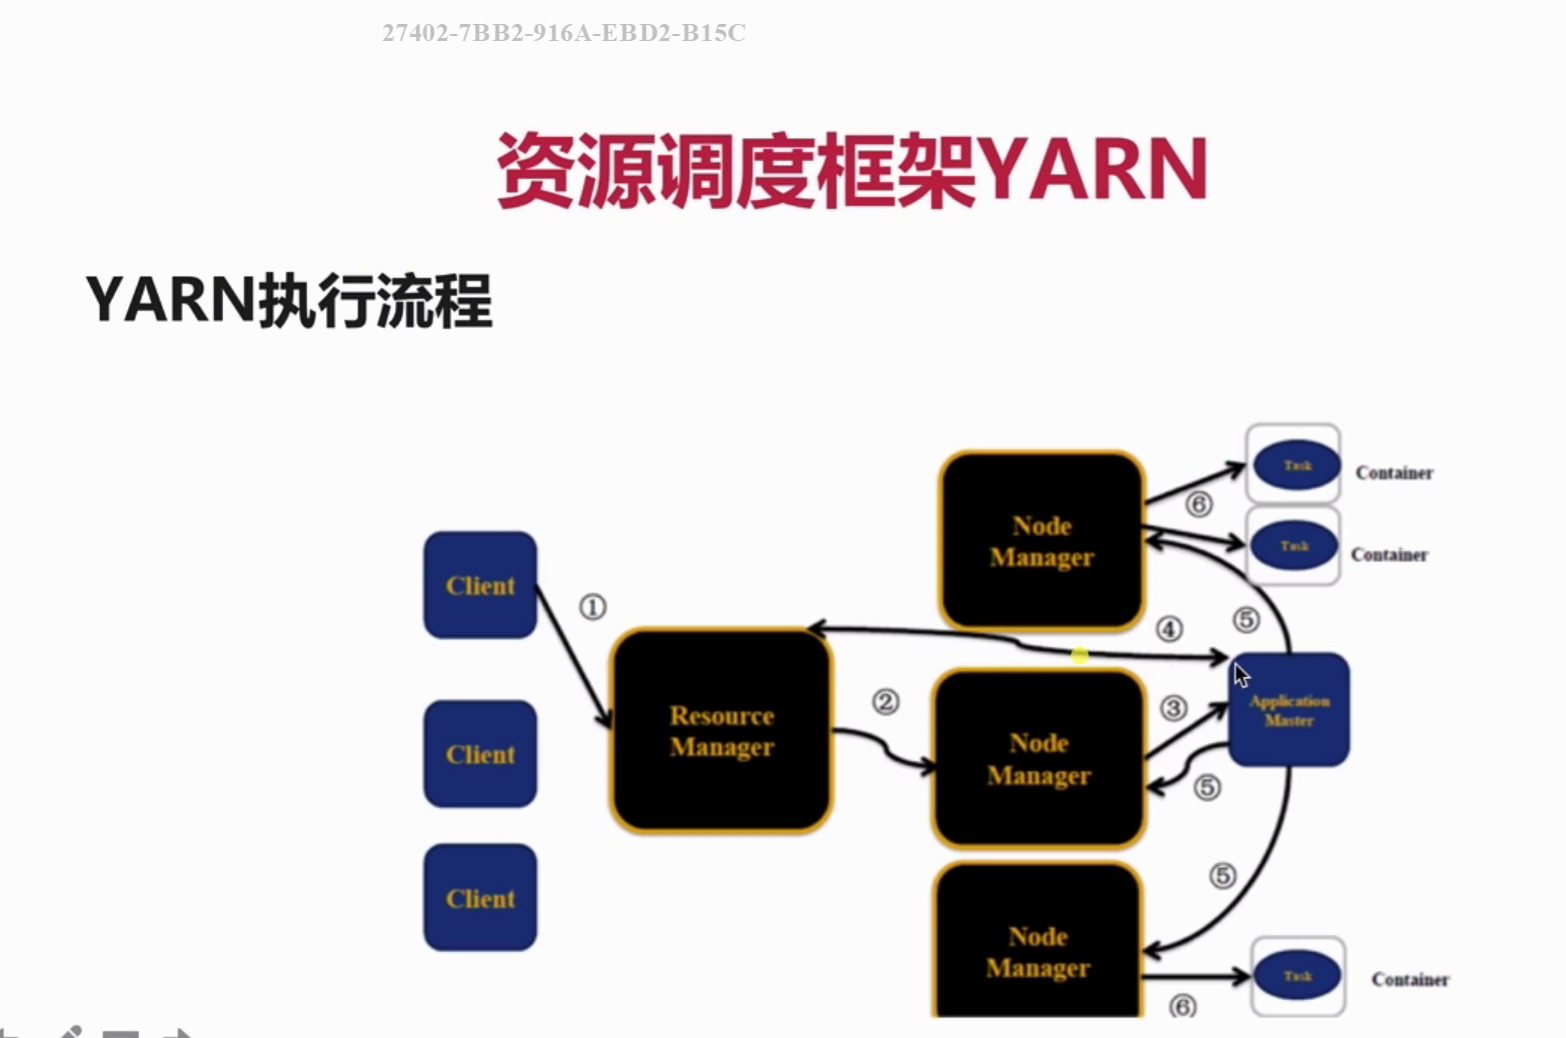 27402-7BB2-916A-EBD2-B15C
资源调度框架YARN
YARN执行流程
Task
Container
⑥
Node
Manager
Task
Container
Client
①
⑤
④
Resource
Manager
②
③
Application
Master
Node
Manager
Client
⑤
⑤
Client
Node
Manager
Task
Container
⑥